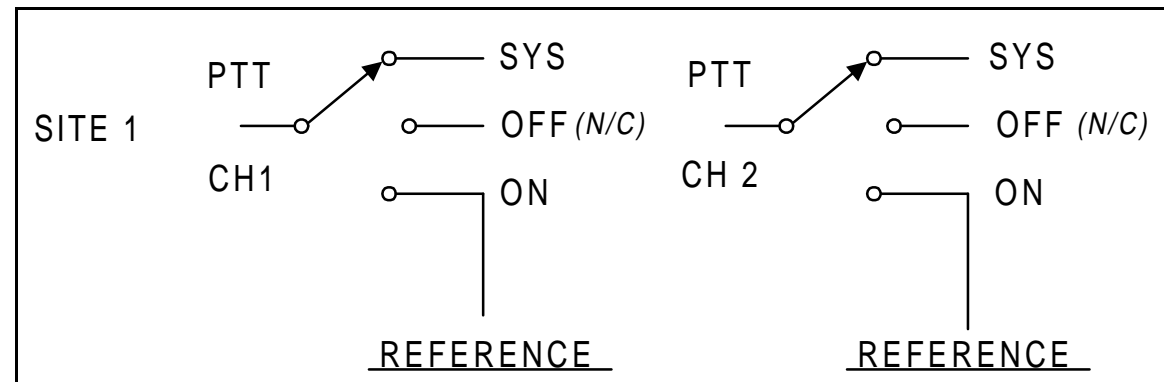 SYS SYS
PTT PTT
SITE 1 OFF (N/C) OFF (N/C)
CH1 CH 2
ON ON
REFERENCE REFERENCE